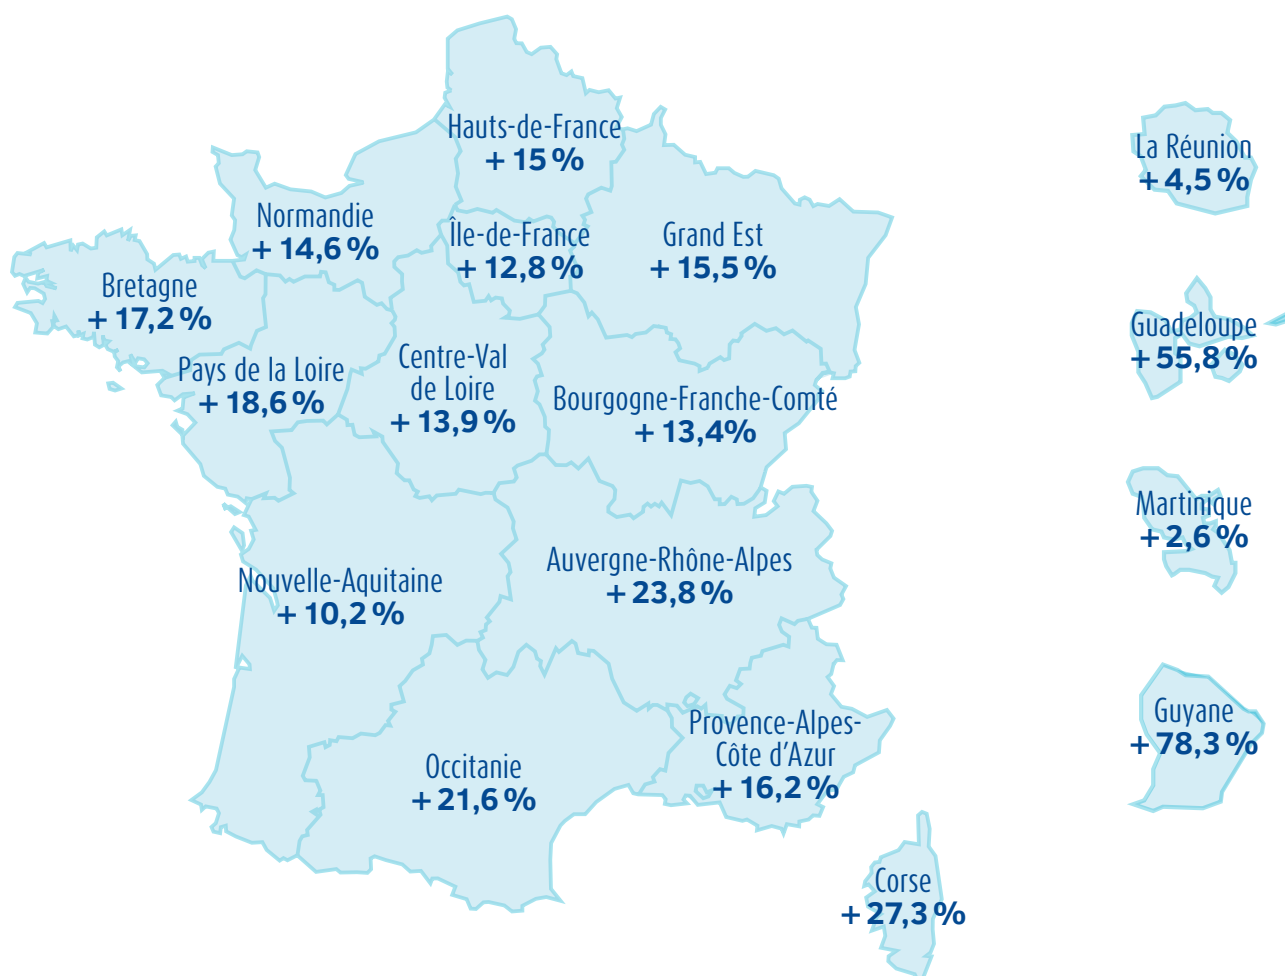 Hauts-de-France
+ 15 %
Normandie
+ 14,6 %
Île-de-France
+ 12,8 %
Grand Est
+ 15,5 %
Bretagne
+ 17,2 %
Pays de la Loire
+ 18,6 %
Centre-Val
de Loire
+ 13,9 %
Bourgogne-Franche-Comté
+ 13,4%
Nouvelle-Aquitaine
+ 10,2 %
Auvergne-Rhône-Alpes
+ 23,8 %
Occitanie
+ 21,6 %
Provence-Alpes-
Côte d'Azur
+ 16,2 %
Corse
+ 27,3 %
La Réunion
+ 4,5 %
Guadeloupe
+ 55,8 %
Martinique
+ 2,6 %
Guyane
+ 78,3 %